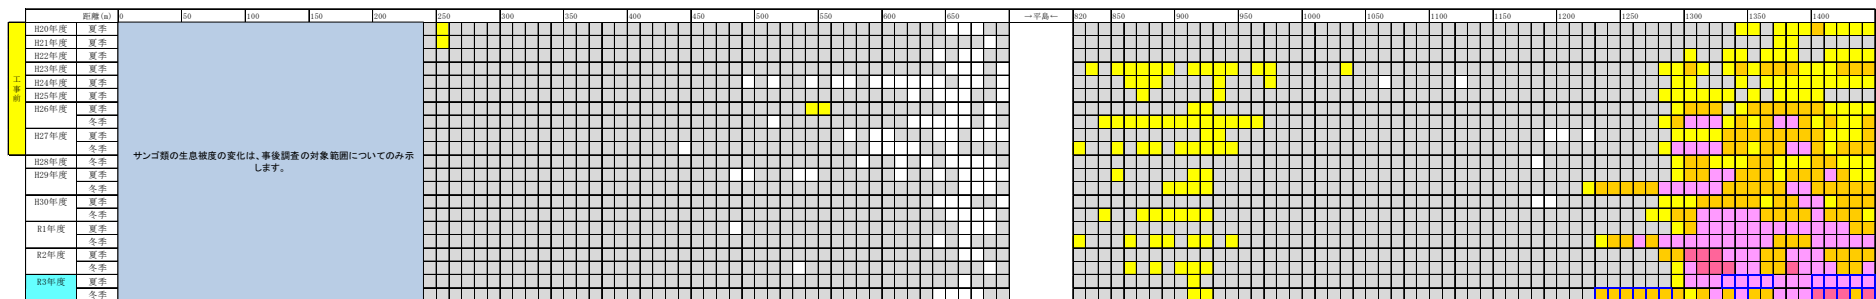 距離(m) 0 50 100 150 200 250 300 350 400 450 500 550 600 650 →平島← 820 850 900 950 1000 1050 1100 1150 1200 1250 1300 1350 1400
工事前
H20年度 夏季
H21年度 夏季
H22年度 夏季
H23年度 夏季
H24年度 夏季
H25年度 夏季
H26年度 夏季
冬季
H27年度 夏季
冬季
H28年度 冬季
H29年度 夏季
冬季
H30年度 夏季
冬季
R1年度 夏季
冬季
R2年度 夏季
冬季
R3年度 夏季
冬季
サンゴ類の生息被度の変化は、事後調査の対象範囲についてのみ示
します。